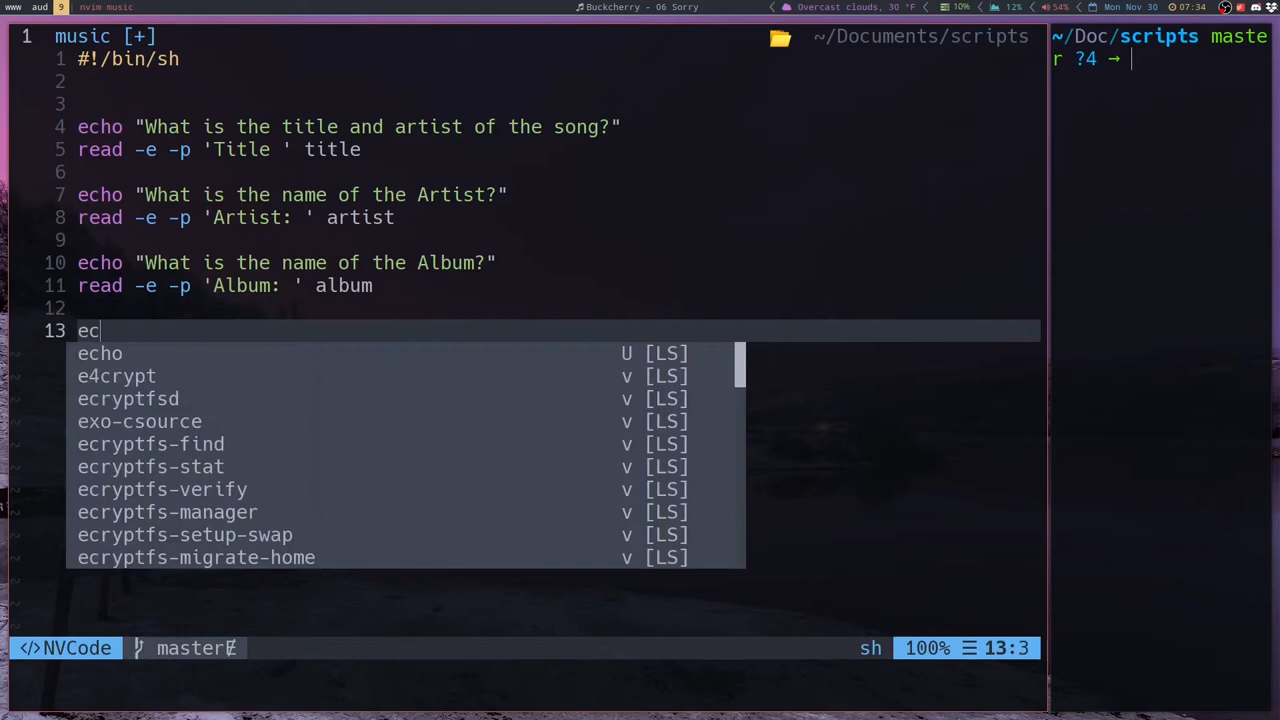 www aud 9 nvim music
Buckcherry - 06 Sorry
Overcast clouds, 30 °F
10%
12%
54%
Mon Nov 30
07:34
1 music [+] ~/Documents/scripts
1 #!/bin/sh
2
3
4 echo "What is the title and artist of the song?"
5 read -e -p 'Title ' title
6
7 echo "What is the name of the Artist?"
8 read -e -p 'Artist: ' artist
9
10 echo "What is the name of the Album?"
11 read -e -p 'Album: ' album
12
13 ec
echo U [LS]
e4crypt v [LS]
ecryptfsd v [LS]
exo-csource v [LS]
ecryptfs-find v [LS]
ecryptfs-stat v [LS]
ecryptfs-verify v [LS]
ecryptfs-manager v [LS]
ecryptfs-setup-swap v [LS]
ecryptfs-migrate-home v [LS]
~
~
</>NVCode master sh 100% ☰ 13:3
~/Doc/scripts maste
r ?4 →